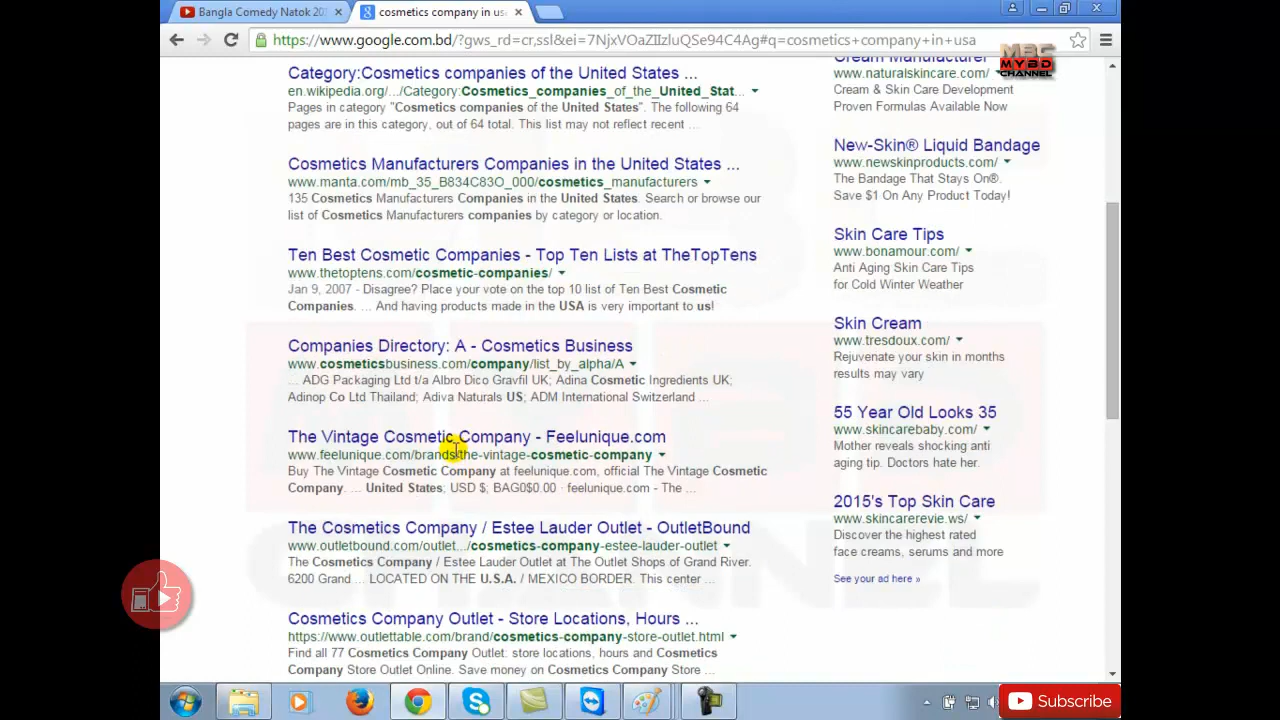 Bangla Comedy Natok 20
cosmetics company in us
https://www.google.com.bd/?gws_rd=cr,ssl&ei=7NjxVOaZIIzluQSe94C4Ag#q=cosmetics+company+in+usa
MBC
MYBD
CHANNEL
Category:Cosmetics companies of the United States ...
en.wikipedia.org/.../Category:Cosmetics_companies_of_the_United_Stat...
Pages in category "Cosmetics companies of the United States". The following 64
pages are in this category, out of 64 total. This list may not reflect recent ...
Cosmetics Manufacturers Companies in the United States ...
www.manta.com/mb_35_B834C83O_000/cosmetics_manufacturers
135 Cosmetics Manufacturers Companies in the United States. Search or browse our
list of Cosmetics Manufacturers companies by category or location.
Ten Best Cosmetic Companies - Top Ten Lists at TheTopTens
www.thetoptens.com/cosmetic-companies/
Jan 9, 2007 - Disagree? Place your vote on the top 10 list of Ten Best Cosmetic
Companies. ... And having products made in the USA is very important to us!
Companies Directory: A - Cosmetics Business
www.cosmeticsbusiness.com/company/list_by_alpha/A
... ADG Packaging Ltd t/a Albro Dico Gravfil UK; Adina Cosmetic Ingredients UK;
Adinop Co Ltd Thailand; Adiva Naturals US; ADM International Switzerland ...
The Vintage Cosmetic Company - Feelunique.com
www.feelunique.com/brands/the-vintage-cosmetic-company
Buy The Vintage Cosmetic Company at feelunique.com, official The Vintage Cosmetic
Company. ... United States; USD $; BAG0$0.00 · feelunique.com - The ...
The Cosmetics Company / Estee Lauder Outlet - OutletBound
www.outletbound.com/outlet.../cosmetics-company-estee-lauder-outlet
The Cosmetics Company / Estee Lauder Outlet at The Outlet Shops of Grand River.
6200 Grand ... LOCATED ON THE U.S.A. / MEXICO BORDER. This center ...
Cosmetics Company Outlet - Store Locations, Hours ...
https://www.outlettable.com/brand/cosmetics-company-store-outlet.html
Find all 77 Cosmetics Company Outlet: store locations, hours and Cosmetics
Company Store Outlet Online. Save money on Cosmetics Company Store ...
Cream Manufacturer
www.naturalskincare.com/
Cream & Skin Care Development
Proven Formulas Available Now
New-Skin® Liquid Bandage
www.newskinproducts.com/
The Bandage That Stays On®.
Save $1 On Any Product Today!
Skin Care Tips
www.bonamour.com/
Anti Aging Skin Care Tips
for Cold Winter Weather
Skin Cream
www.tresdoux.com/
Rejuvenate your skin in months
results may vary
55 Year Old Looks 35
www.skincarebaby.com/
Mother reveals shocking anti
aging tip. Doctors hate her.
2015's Top Skin Care
www.skincarerevie.ws/
Discover the highest rated
face creams, serums and more
See your ad here »
CHANNEL
Subscribe